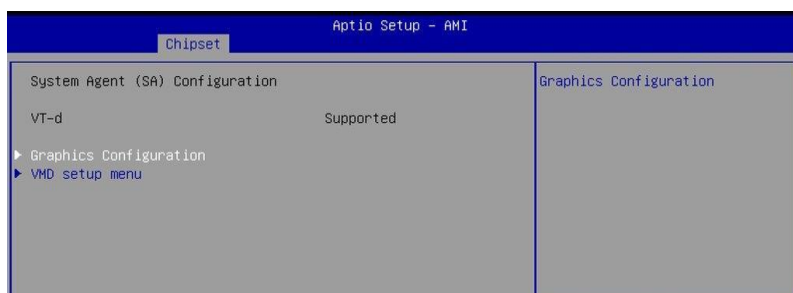 Aptio Setup - AMI
Chipset
System Agent (SA) Configuration
Graphics Configuration
VT-d Supported
Graphics Configuration
VMD setup menu